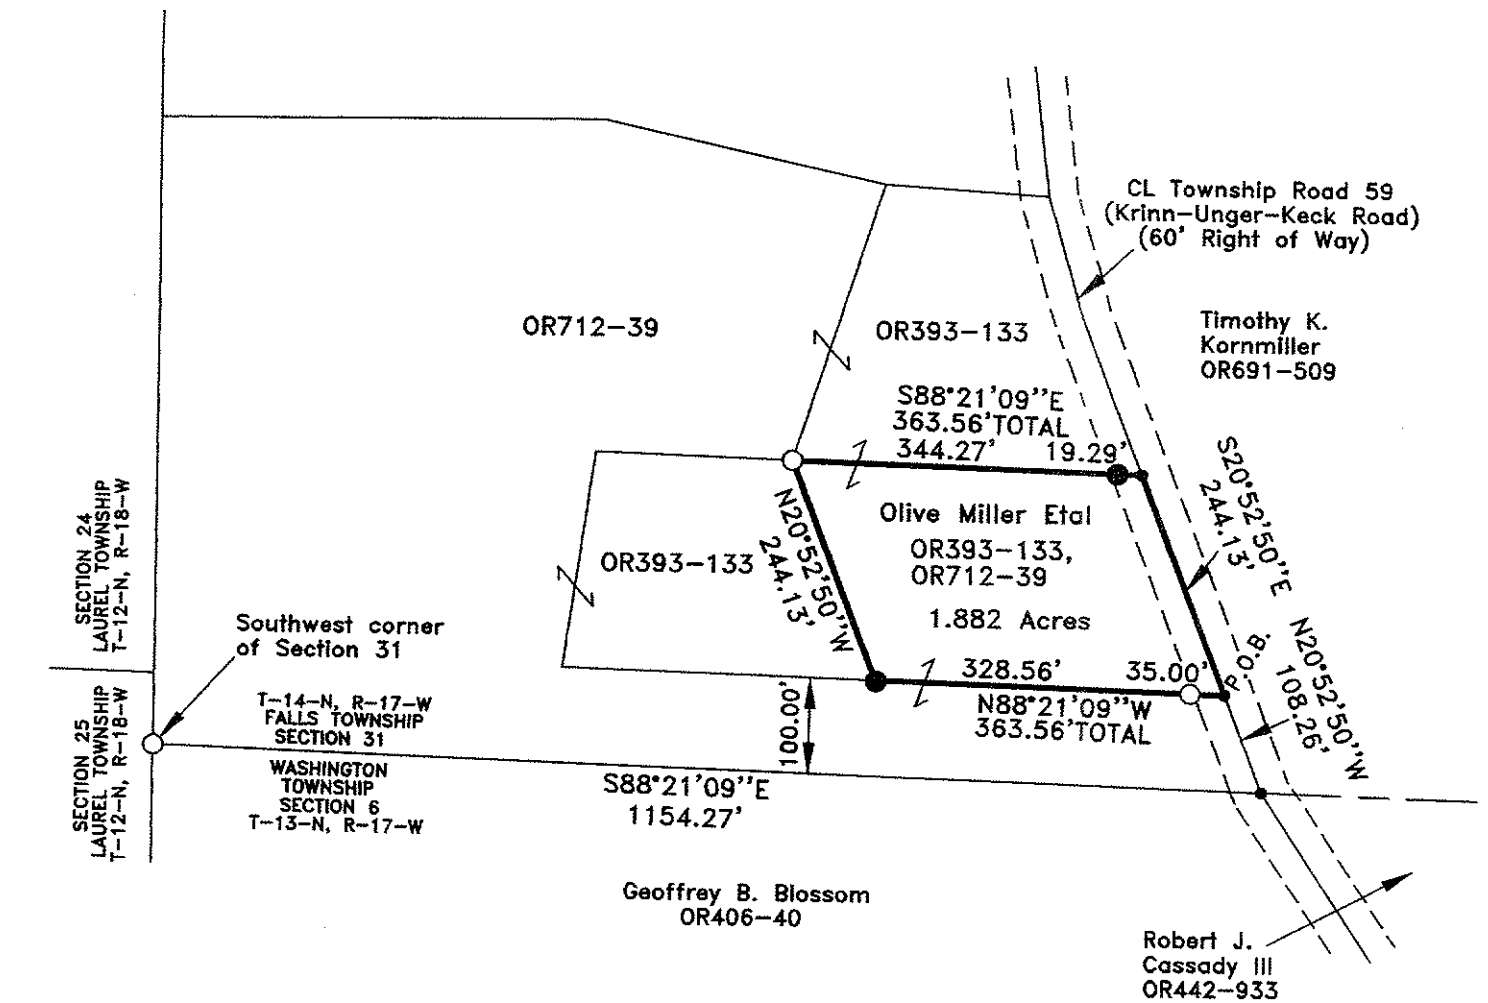 CL Township Road 59
(Krinn-Unger-Keck Road)
(60' Right of Way)
OR712-39
OR393-133
Timothy K.
Kornmiller
OR691-509
S88°21'09''E
363.56'TOTAL
344.27'
19.29'
S20°52'50''E
244.13'
Olive Miller Etal
OR393-133,
OR712-39
1.882 Acres
N20°52'50''W
244.13'
OR393-133
SECTION 24
LAUREL TOWNSHIP
T-12-N, R-18-W
Southwest corner
of Section 31
328.56'
35.00'
P.O.B.
N20°52'50''W
108.26'
N88°21'09''W
363.56'TOTAL
100.00'
SECTION 25
LAUREL TOWNSHIP
T-12-N, R-18-W
T-14-N, R-17-W
FALLS TOWNSHIP
SECTION 31
WASHINGTON
TOWNSHIP
SECTION 6
T-13-N, R-17-W
S88°21'09''E
1154.27'
Geoffrey B. Blossom
OR406-40
Robert J.
Cassady III
OR442-933